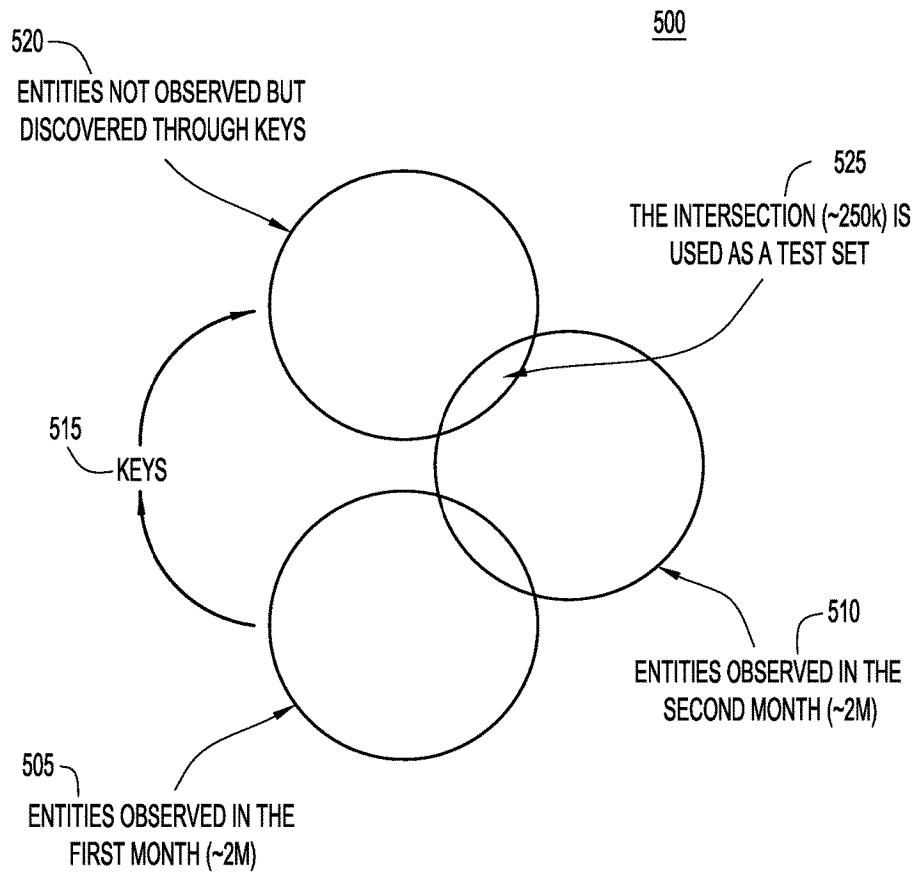 500
520
ENTITIES NOT OBSERVED BUT
DISCOVERED THROUGH KEYS
525
THE INTERSECTION (~250k) IS
USED AS A TEST SET
515
KEYS
510
ENTITIES OBSERVED IN THE
SECOND MONTH (~2M)
505
ENTITIES OBSERVED IN THE
FIRST MONTH (~2M)